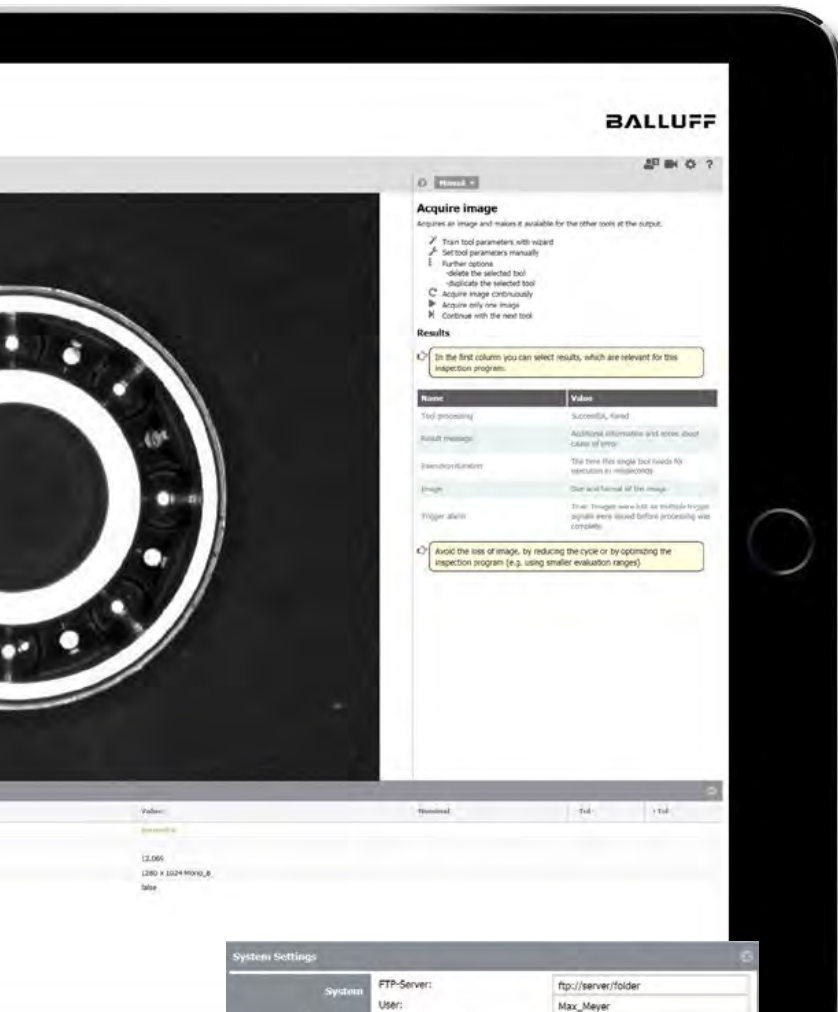 BALLUFF
?
Manual
Acquire image
Acquires an image and makes it available for the other tools at the output.
Train tool parameters with wizard
Set tool parameters manually
Further options
-delete the selected tool
-duplicate the selected tool
Acquire image continuously
Acquire only one image
Continue with the next tool
Results
In the first column you can select results, which are relevant for this
inspection program.
Name Value
Tool processing Successful, Failed
Result message Additional information and notes about
cause of error
Execution duration The time this single tool needs for
execution in milliseconds
Image Size and format of the image
Trigger alarm True: Images were lost as multiple trigger
signals were issued before processing was
complete
Avoid the loss of image, by reducing the cycle or by optimizing the
inspection program (e.g. using smaller evaluation ranges)
Value Nominal - Tol + Tol
12.069
1280 x 1024 Mono_8
false
System Settings
System
FTP-Server: ftp://server/folder
User: Max_Meyer